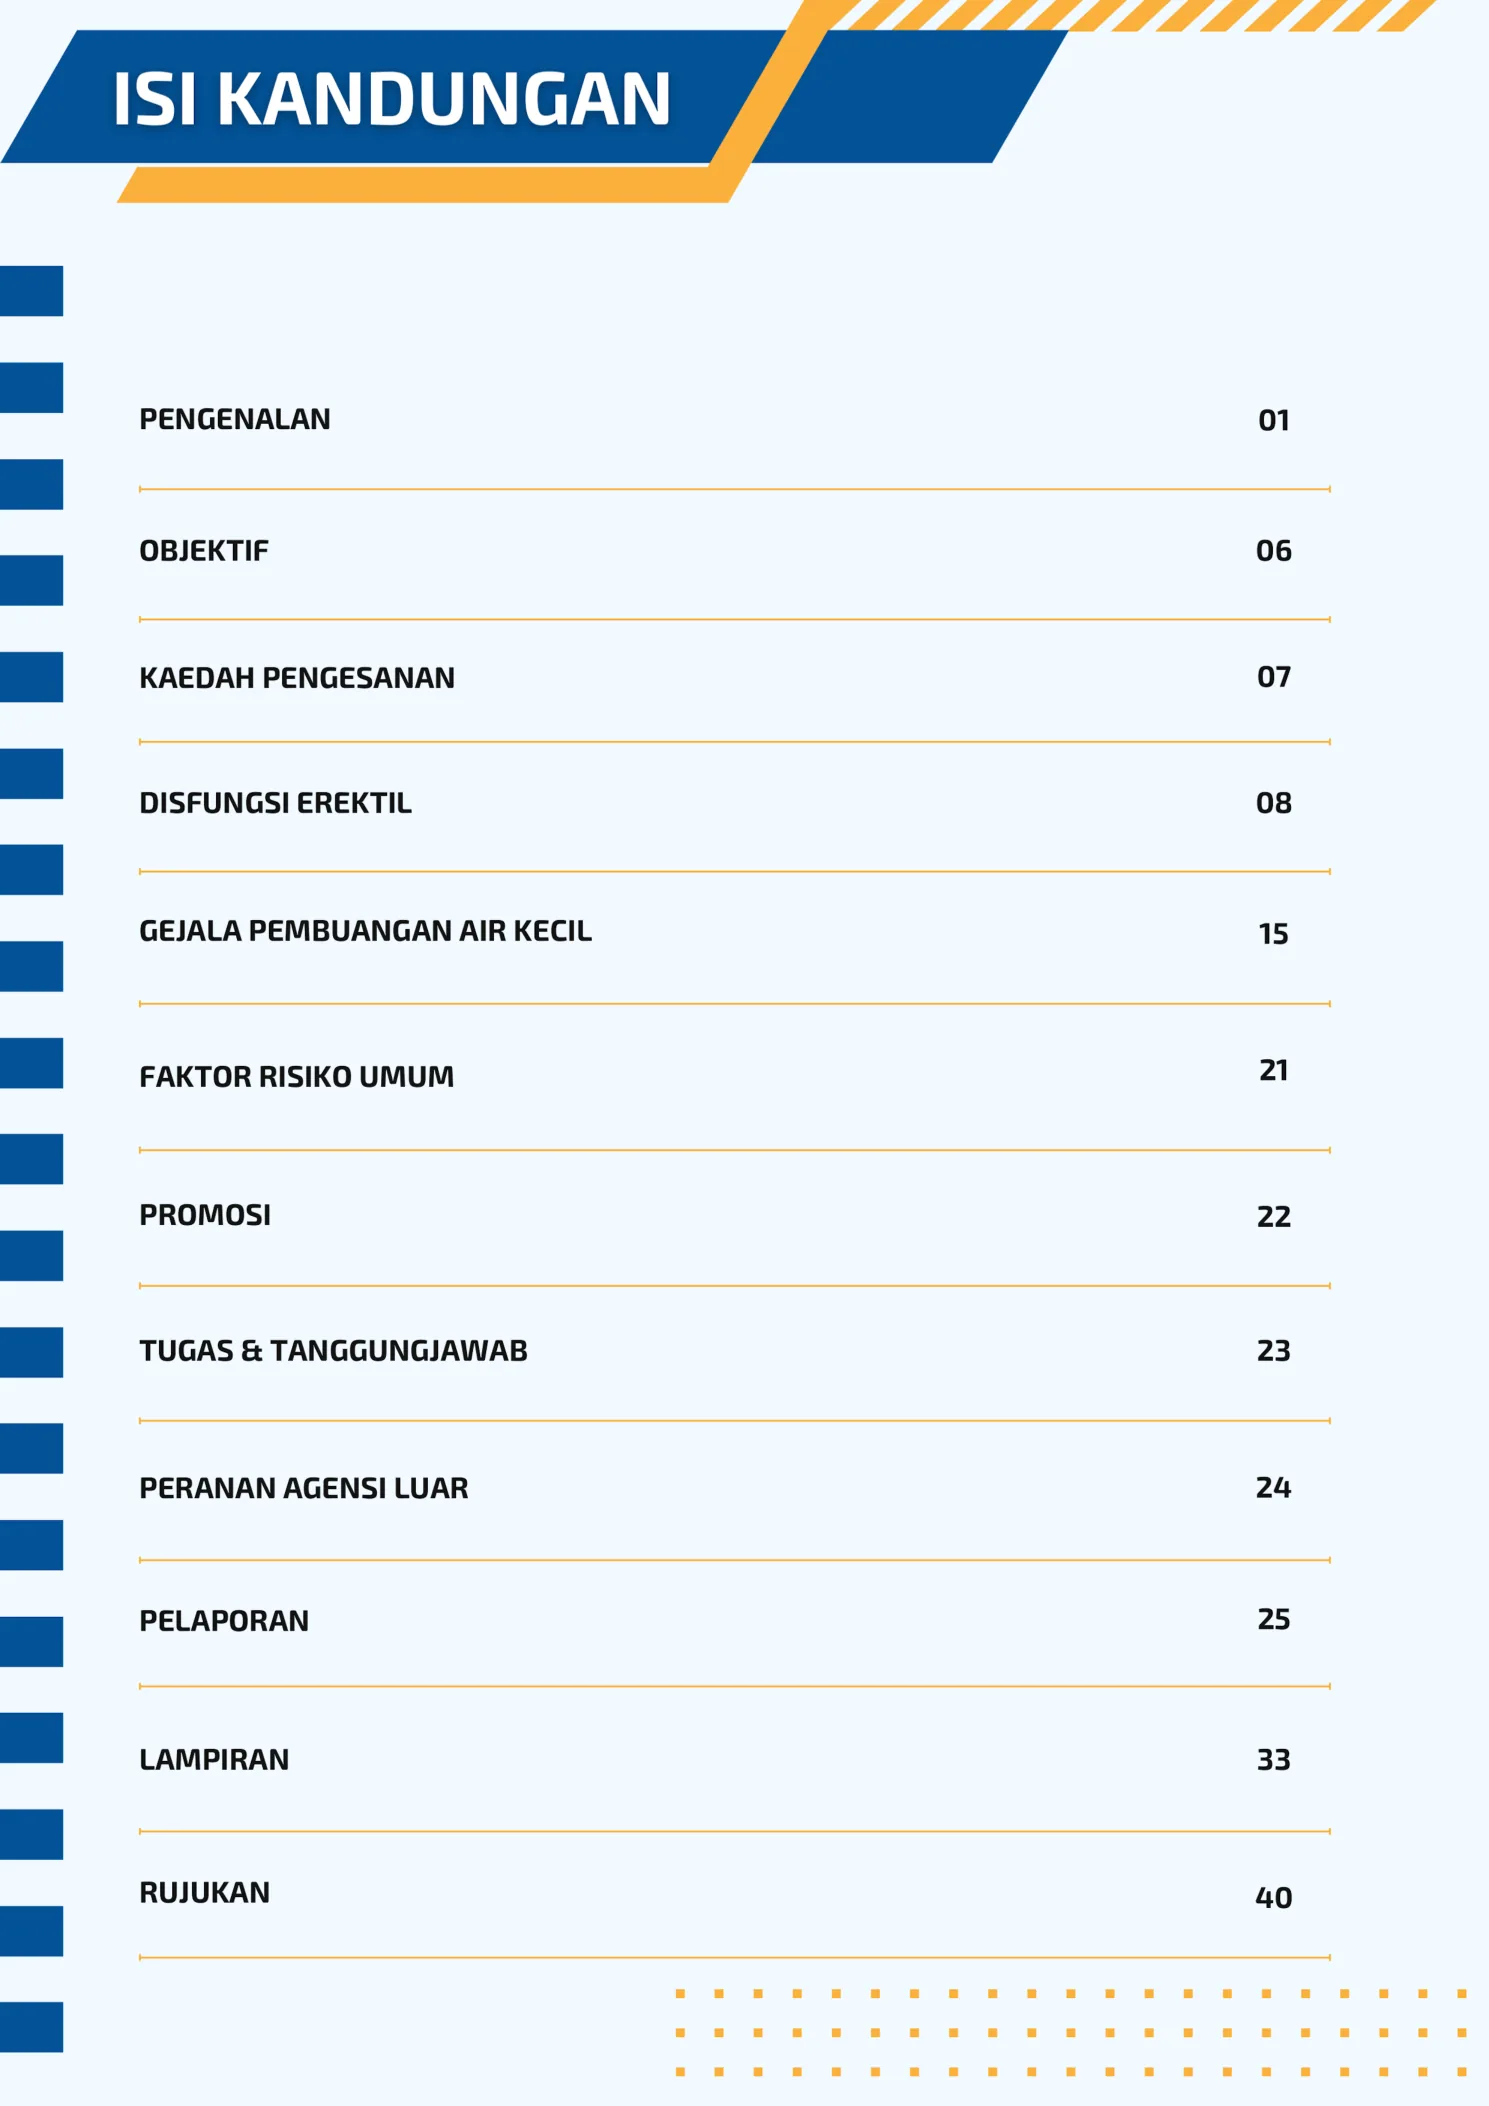 ISI KANDUNGAN
PENGENALAN 01
OBJEKTIF 06
KAEDAH PENGESANAN 07
DISFUNGSI EREKTIL 08
GEJALA PEMBUANGAN AIR KECIL 15
FAKTOR RISIKO UMUM 21
PROMOSI 22
TUGAS & TANGGUNGJAWAB 23
PERANAN AGENSI LUAR 24
PELAPORAN 25
LAMPIRAN 33
RUJUKAN 40